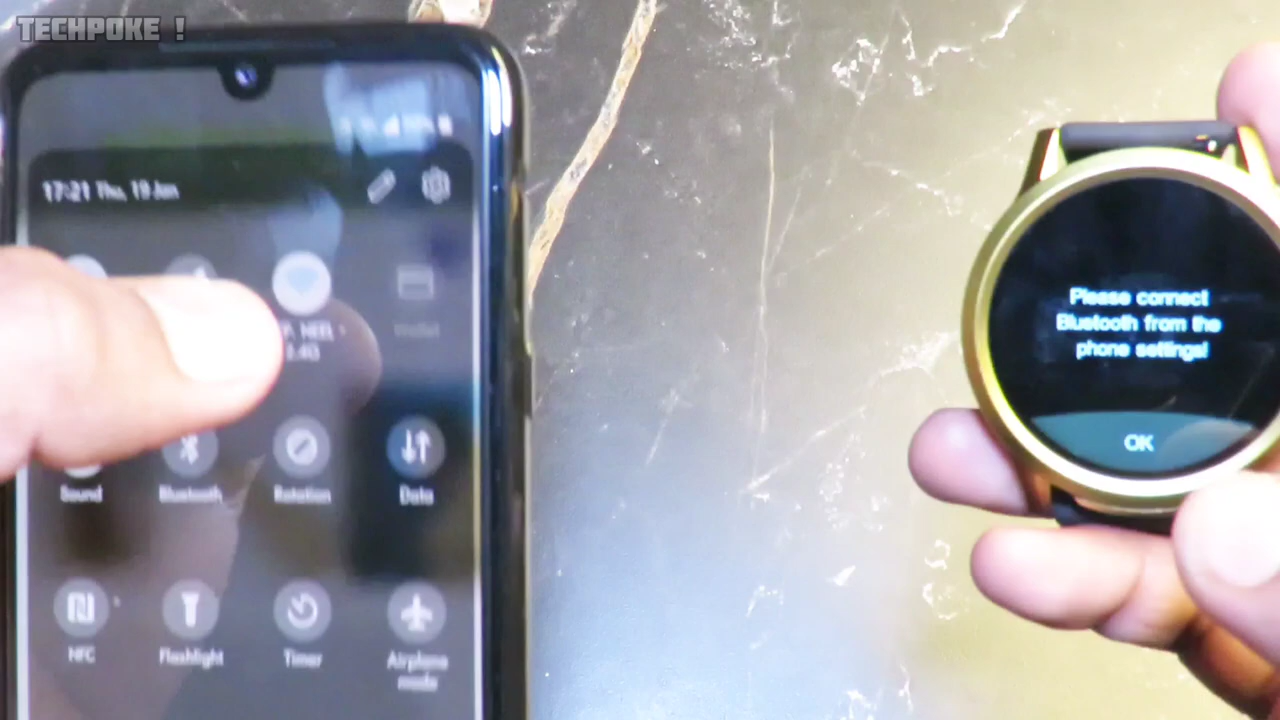 TECHPOKE !
17:21 Thu, 19 Jan
Sound
Bluetooth
Rotation
Data
NFC
Flashlight
Timer
Airplane
mode
Please connect
Bluetooth from the
phone settings!
OK